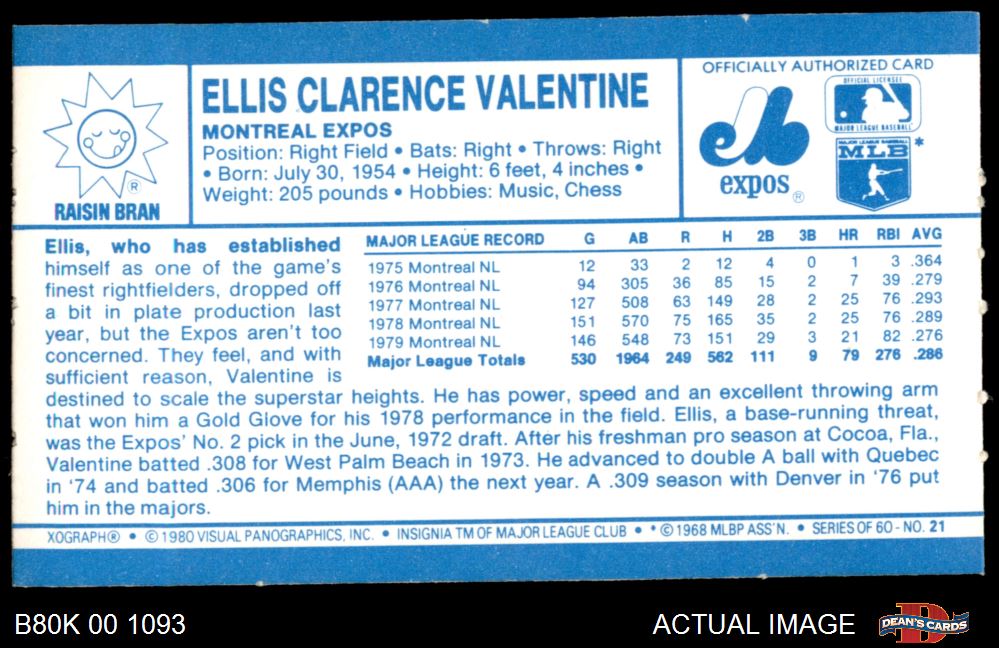 OFFICIALLY AUTHORIZED CARD
ELLIS CLARENCE VALENTINE
MONTREAL EXPOS
Position: Right Field • Bats: Right • Throws: Right
• Born: July 30, 1954 • Height: 6 feet, 4 inches •
Weight: 205 pounds • Hobbies: Music, Chess
®
RAISIN BRAN
expos ®
OFFICIAL LICENSEE
MAJOR LEAGUE BASEBALL
MAJOR LEAGUE BASEBALL
MLB *
Ellis, who has established
himself as one of the game's
finest rightfielders, dropped off
a bit in plate production last
year, but the Expos aren't too
concerned. They feel, and with
sufficient reason, Valentine is
destined to scale the superstar heights. He has power, speed and an excellent throwing arm
that won him a Gold Glove for his 1978 performance in the field. Ellis, a base-running threat,
was the Expos' No. 2 pick in the June, 1972 draft. After his freshman pro season at Cocoa, Fla.,
Valentine batted .308 for West Palm Beach in 1973. He advanced to double A ball with Quebec
in '74 and batted .306 for Memphis (AAA) the next year. A .309 season with Denver in '76 put
him in the majors.
MAJOR LEAGUE RECORD G AB R H 2B 3B HR RBI AVG
1975 Montreal NL 12 33 2 12 4 0 1 3 .364
1976 Montreal NL 94 305 36 85 15 2 7 39 .279
1977 Montreal NL 127 508 63 149 28 2 25 76 .293
1978 Montreal NL 151 570 75 165 35 2 25 76 .289
1979 Montreal NL 146 548 73 151 29 3 21 82 .276
Major League Totals 530 1964 249 562 111 9 79 276 .286
XOGRAPH® • © 1980 VISUAL PANOGRAPHICS, INC. • INSIGNIA TM OF MAJOR LEAGUE CLUB • * © 1968 MLBP ASS'N. • SERIES OF 60 - NO. 21
B80K 00 1093
ACTUAL IMAGE
DEAN'S CARDS